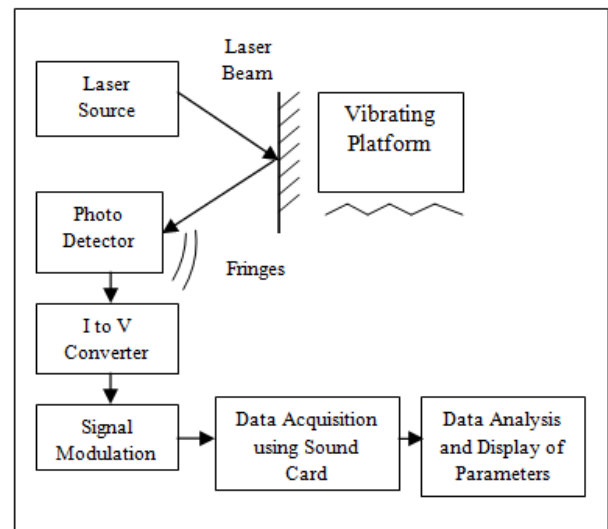 Laser
Source
Laser
Beam
Vibrating
Platform
Photo
Detector
Fringes
I to V
Converter
Signal
Modulation
Data Acquisition
using Sound
Card
Data Analysis
and Display of
Parameters